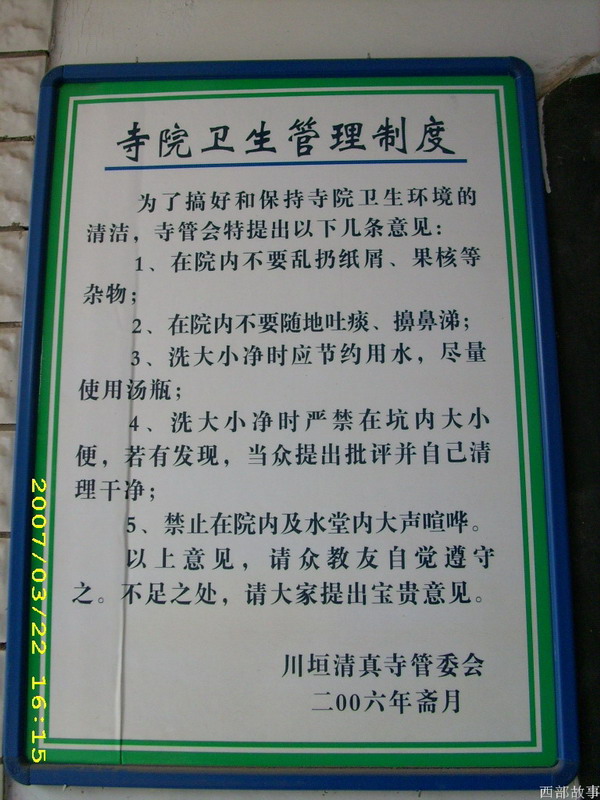 寺院卫生管理制度
为了搞好和保持寺院卫生环境的
清洁，寺管会特提出以下几条意见：
1、在院内不要乱扔纸屑、果核等
杂物；
2、在院内不要随地吐痰、擤鼻涕；
3、洗大小净时应节约用水，尽量
使用汤瓶；
4、洗大小净时严禁在坑内大小
便，若有发现，当众提出批评并自己清
理干净；
5、禁止在院内及水堂内大声喧哗。
以上意见，请众教友自觉遵守
之。不足之处，请大家提出宝贵意见。
川垣清真寺管委会
二00六年斋月
2007/03/22 16:15
西部故事